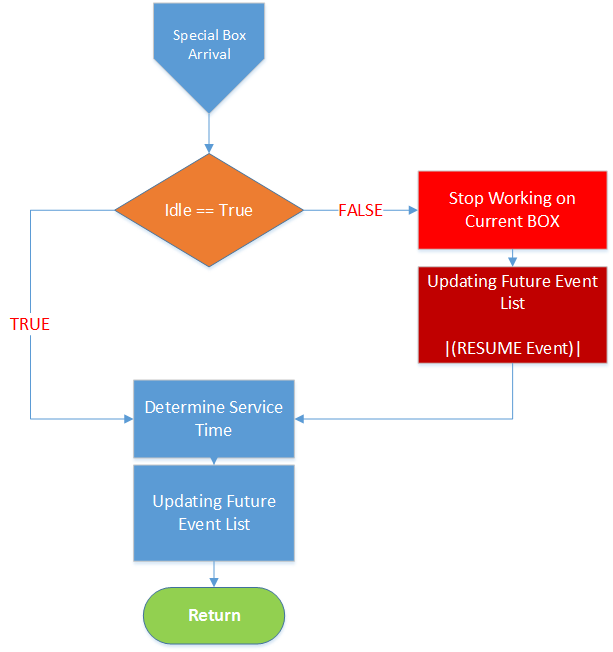 Special Box
Arrival
Idle == True
FALSE
Stop Working on
Current BOX
Updating Future Event
List
|(RESUME Event)|
TRUE
Determine Service
Time
Updating Future
Event List
Return